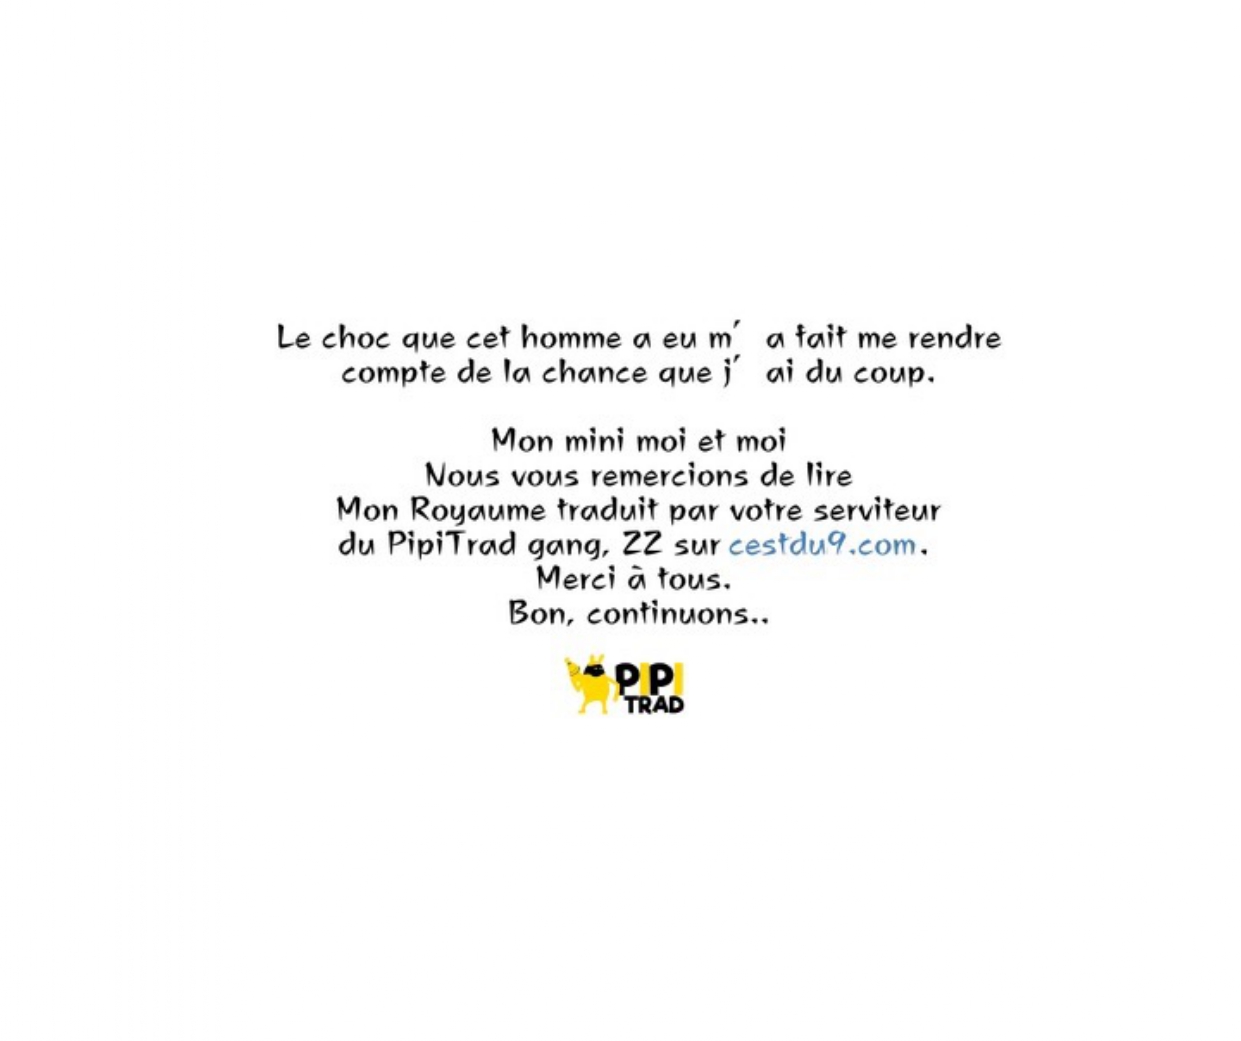 Le choc que cet homme a eu m' a fait me rendre
compte de la chance que j' ai du coup.
Mon mini moi et moi
Nous vous remercions de lire
Mon Royaume traduit par votre serviteur
du PipiTrad gang, ZZ sur cestdu9.com.
Merci à tous.
Bon, continuons..
PIPI
TRAD